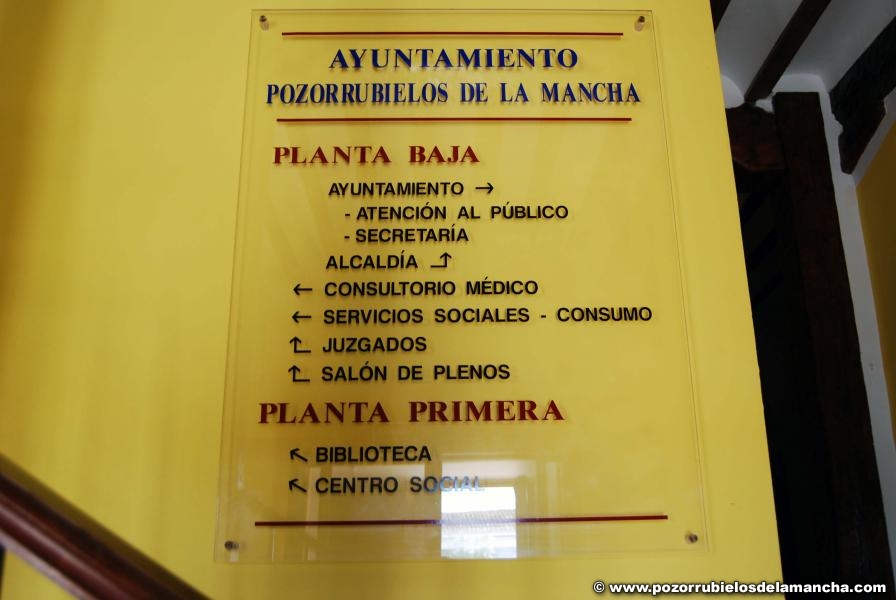 AYUNTAMIENTO
POZORRUBIELOS DE LA MANCHA
PLANTA BAJA
AYUNTAMIENTO →
- ATENCIÓN AL PÚBLICO
- SECRETARÍA
ALCALDÍA ⮥
← CONSULTORIO MÉDICO
← SERVICIOS SOCIALES - CONSUMO
⮤ JUZGADOS
⮤ SALÓN DE PLENOS
PLANTA PRIMERA
↖ BIBLIOTECA
↖ CENTRO SOCIAL
© www.pozorrubielosdelamancha.com